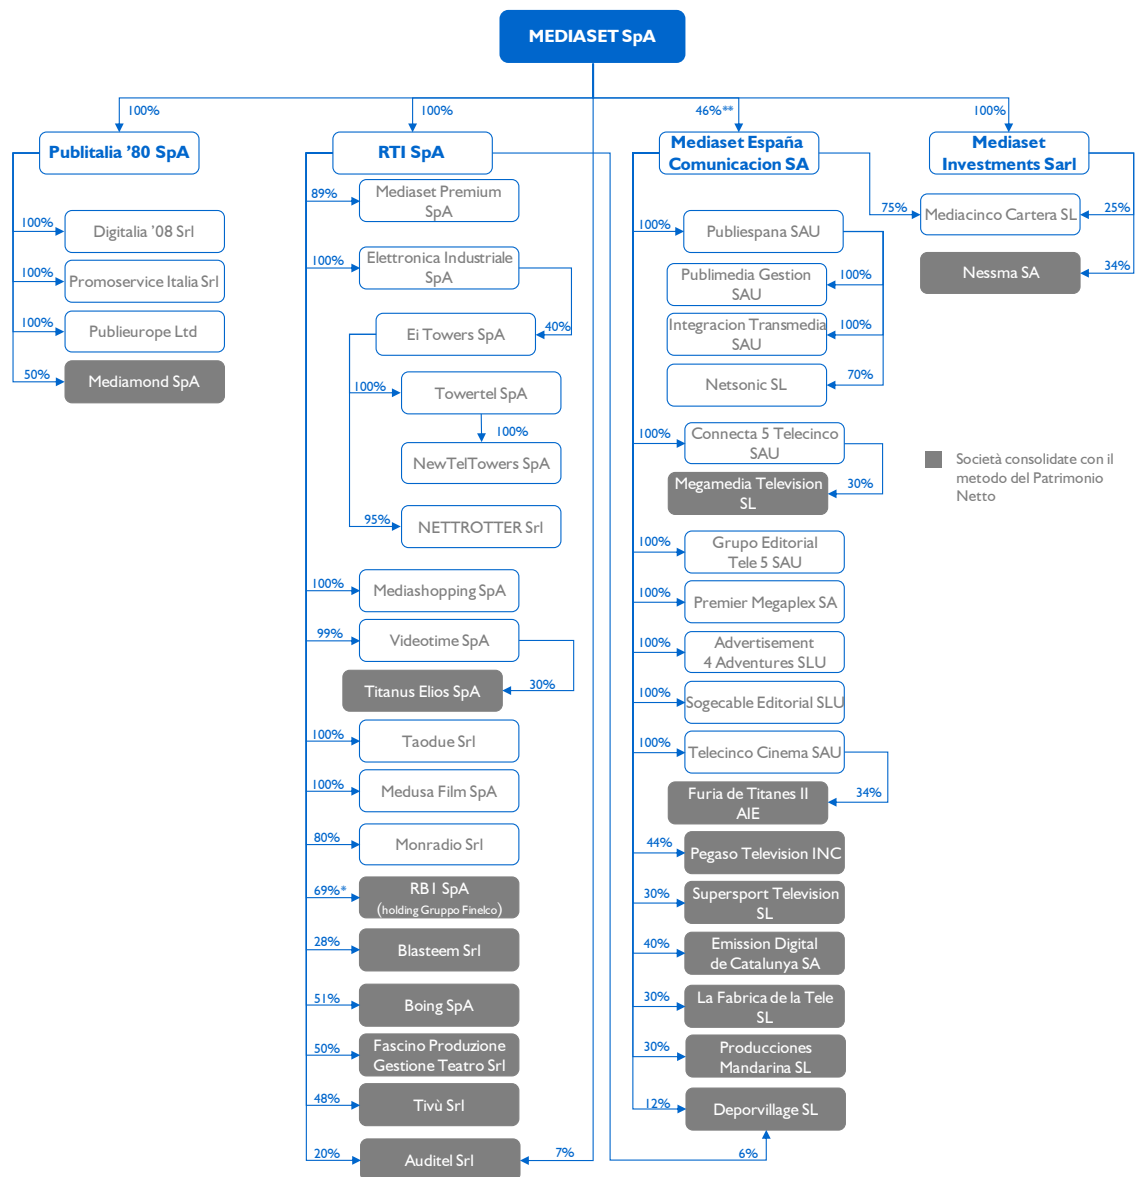 MEDIASET SpA
100%
100%
46%**
100%
Publitalia ’80 SpA
100%
Digitalia ’08 Srl
100%
Promoservice Italia Srl
100%
Publieurope Ltd
50%
Mediamond SpA
RTI SpA
89%
Mediaset Premium
SpA
100%
Elettronica Industriale
SpA
Ei Towers SpA
40%
100%
Towertel SpA
100%
NewTelTowers SpA
95%
NETTROTTER Srl
100%
Mediashopping SpA
99%
Videotime SpA
Titanus Elios SpA
30%
100%
Taodue Srl
100%
Medusa Film SpA
80%
Monradio Srl
69%*
RB1 SpA
(holding Gruppo Finelco)
28%
Blasteem Srl
51%
Boing SpA
50%
Fascino Produzione
Gestione Teatro Srl
48%
Tivù Srl
20%
Auditel Srl
7%
Mediaset España
Comunicacion SA
100%
Publiespana SAU
Publimedia Gestion
SAU
100%
Integracion Transmedia
SAU
100%
Netsonic SL
70%
100%
Connecta 5 Telecinco
SAU
Megamedia Television
SL
30%
100%
Grupo Editorial
Tele 5 SAU
100%
Premier Megaplex SA
100%
Advertisement
4 Adventures SLU
100%
Sogecable Editorial SLU
100%
Telecinco Cinema SAU
Furia de Titanes II
AIE
34%
44%
Pegaso Television INC
30%
Supersport Television
SL
40%
Emission Digital
de Catalunya SA
30%
La Fabrica de la Tele
SL
30%
Producciones
Mandarina SL
12%
Deporvillage SL
6%
Mediaset
Investments Sarl
75%
Mediacinco Cartera SL
25%
Nessma SA
34%
Società consolidate con il
metodo del Patrimonio
Netto